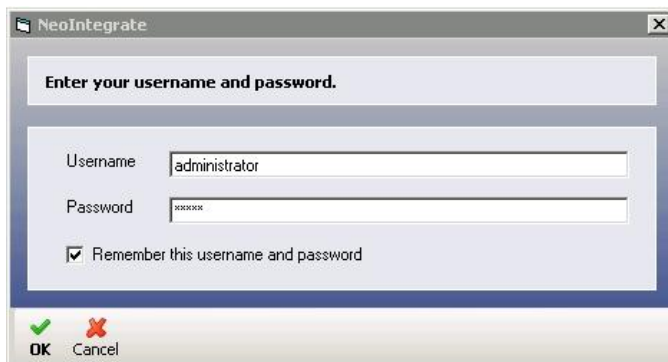 NeoIntegrate
Enter your username and password.
Username administrator
Password *****
Remember this username and password
OK Cancel